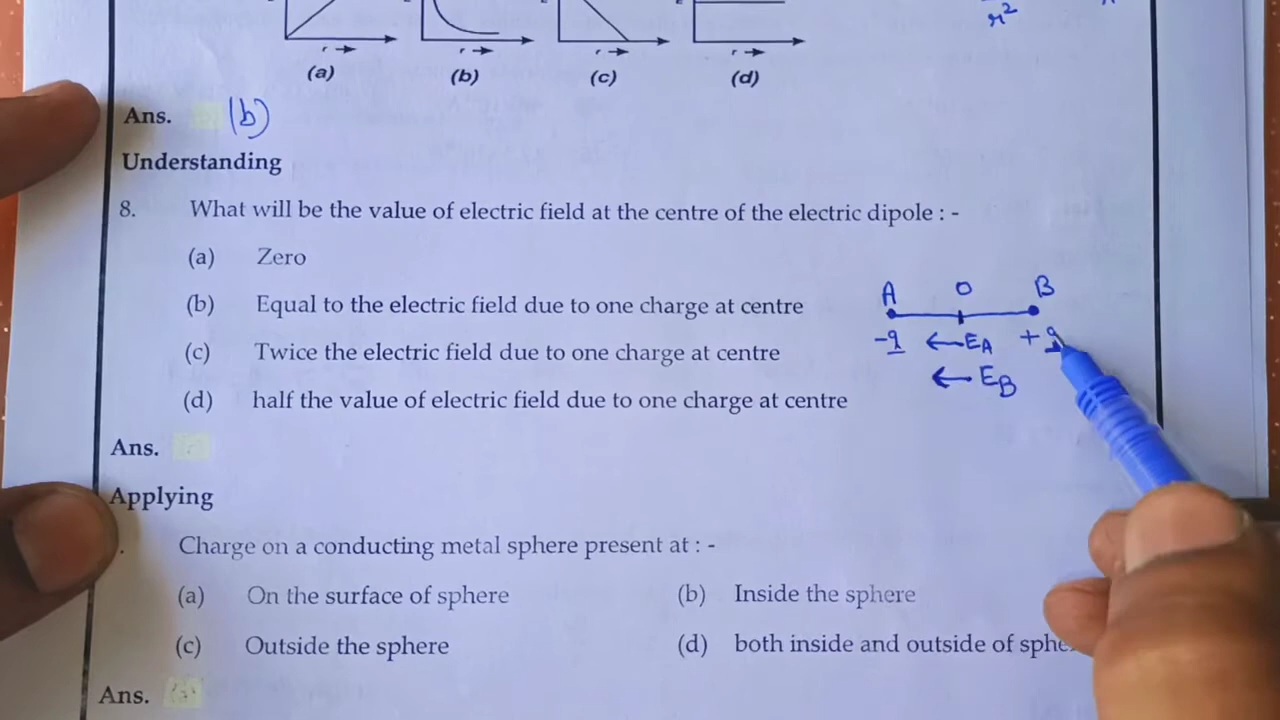 r²
r → r → r → r →
(a) (b) (c) (d)
Ans. (b)
Understanding
8. What will be the value of electric field at the centre of the electric dipole : -
(a) Zero
(b) Equal to the electric field due to one charge at centre
(c) Twice the electric field due to one charge at centre
(d) half the value of electric field due to one charge at centre
A O B
-q ← EA +q
← EB
Ans.
Applying
Charge on a conducting metal sphere present at : -
(a) On the surface of sphere (b) Inside the sphere
(c) Outside the sphere (d) both inside and outside of
Ans.